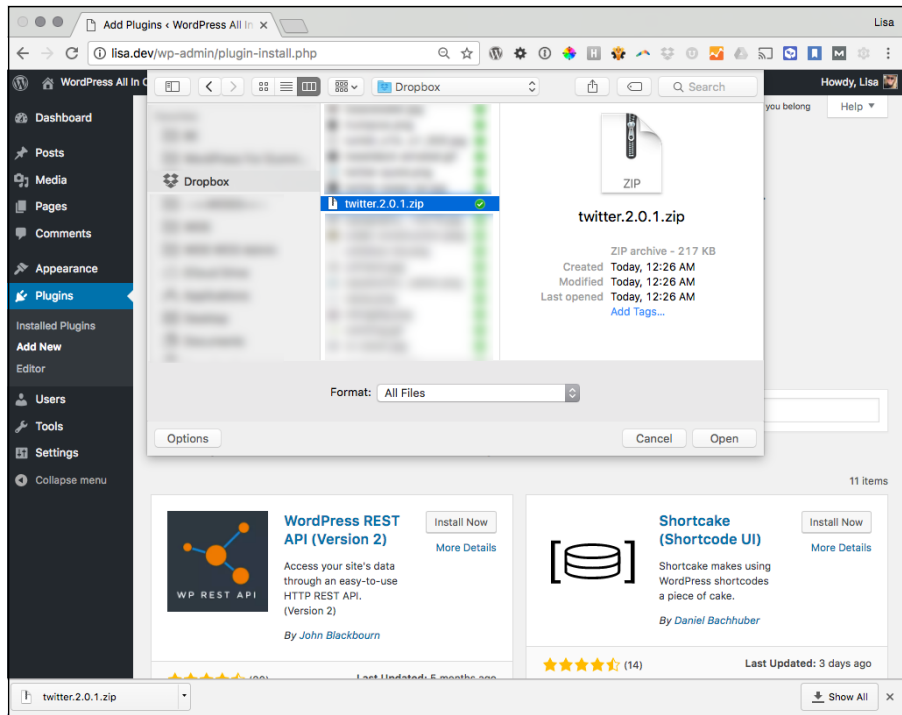 Add Plugins ‹ WordPress All In
Lisa
lisa.dev/wp-admin/plugin-install.php
WordPress All In
Howdy, Lisa
Dropbox
Search
you belong
Help
Dashboard
Posts
Media
Pages
Comments
Appearance
Plugins
Installed Plugins
Add New
Editor
Users
Tools
Settings
Collapse menu
Dropbox
twitter.2.0.1.zip
ZIP
twitter.2.0.1.zip
ZIP archive - 217 KB
Created Today, 12:26 AM
Modified Today, 12:26 AM
Last opened Today, 12:26 AM
Add Tags...
Format: All Files
Options
Cancel
Open
11 items
WP REST API
WordPress REST
API (Version 2)
Install Now
More Details
Access your site's data
through an easy-to-use
HTTP REST API.
(Version 2)
By John Blackbourn
Last Updated: 5 months ago
Shortcake
(Shortcode UI)
Install Now
More Details
Shortcake makes using
WordPress shortcodes
a piece of cake.
By Daniel Bachhuber
(14)
Last Updated: 3 days ago
twitter.2.0.1.zip
Show All